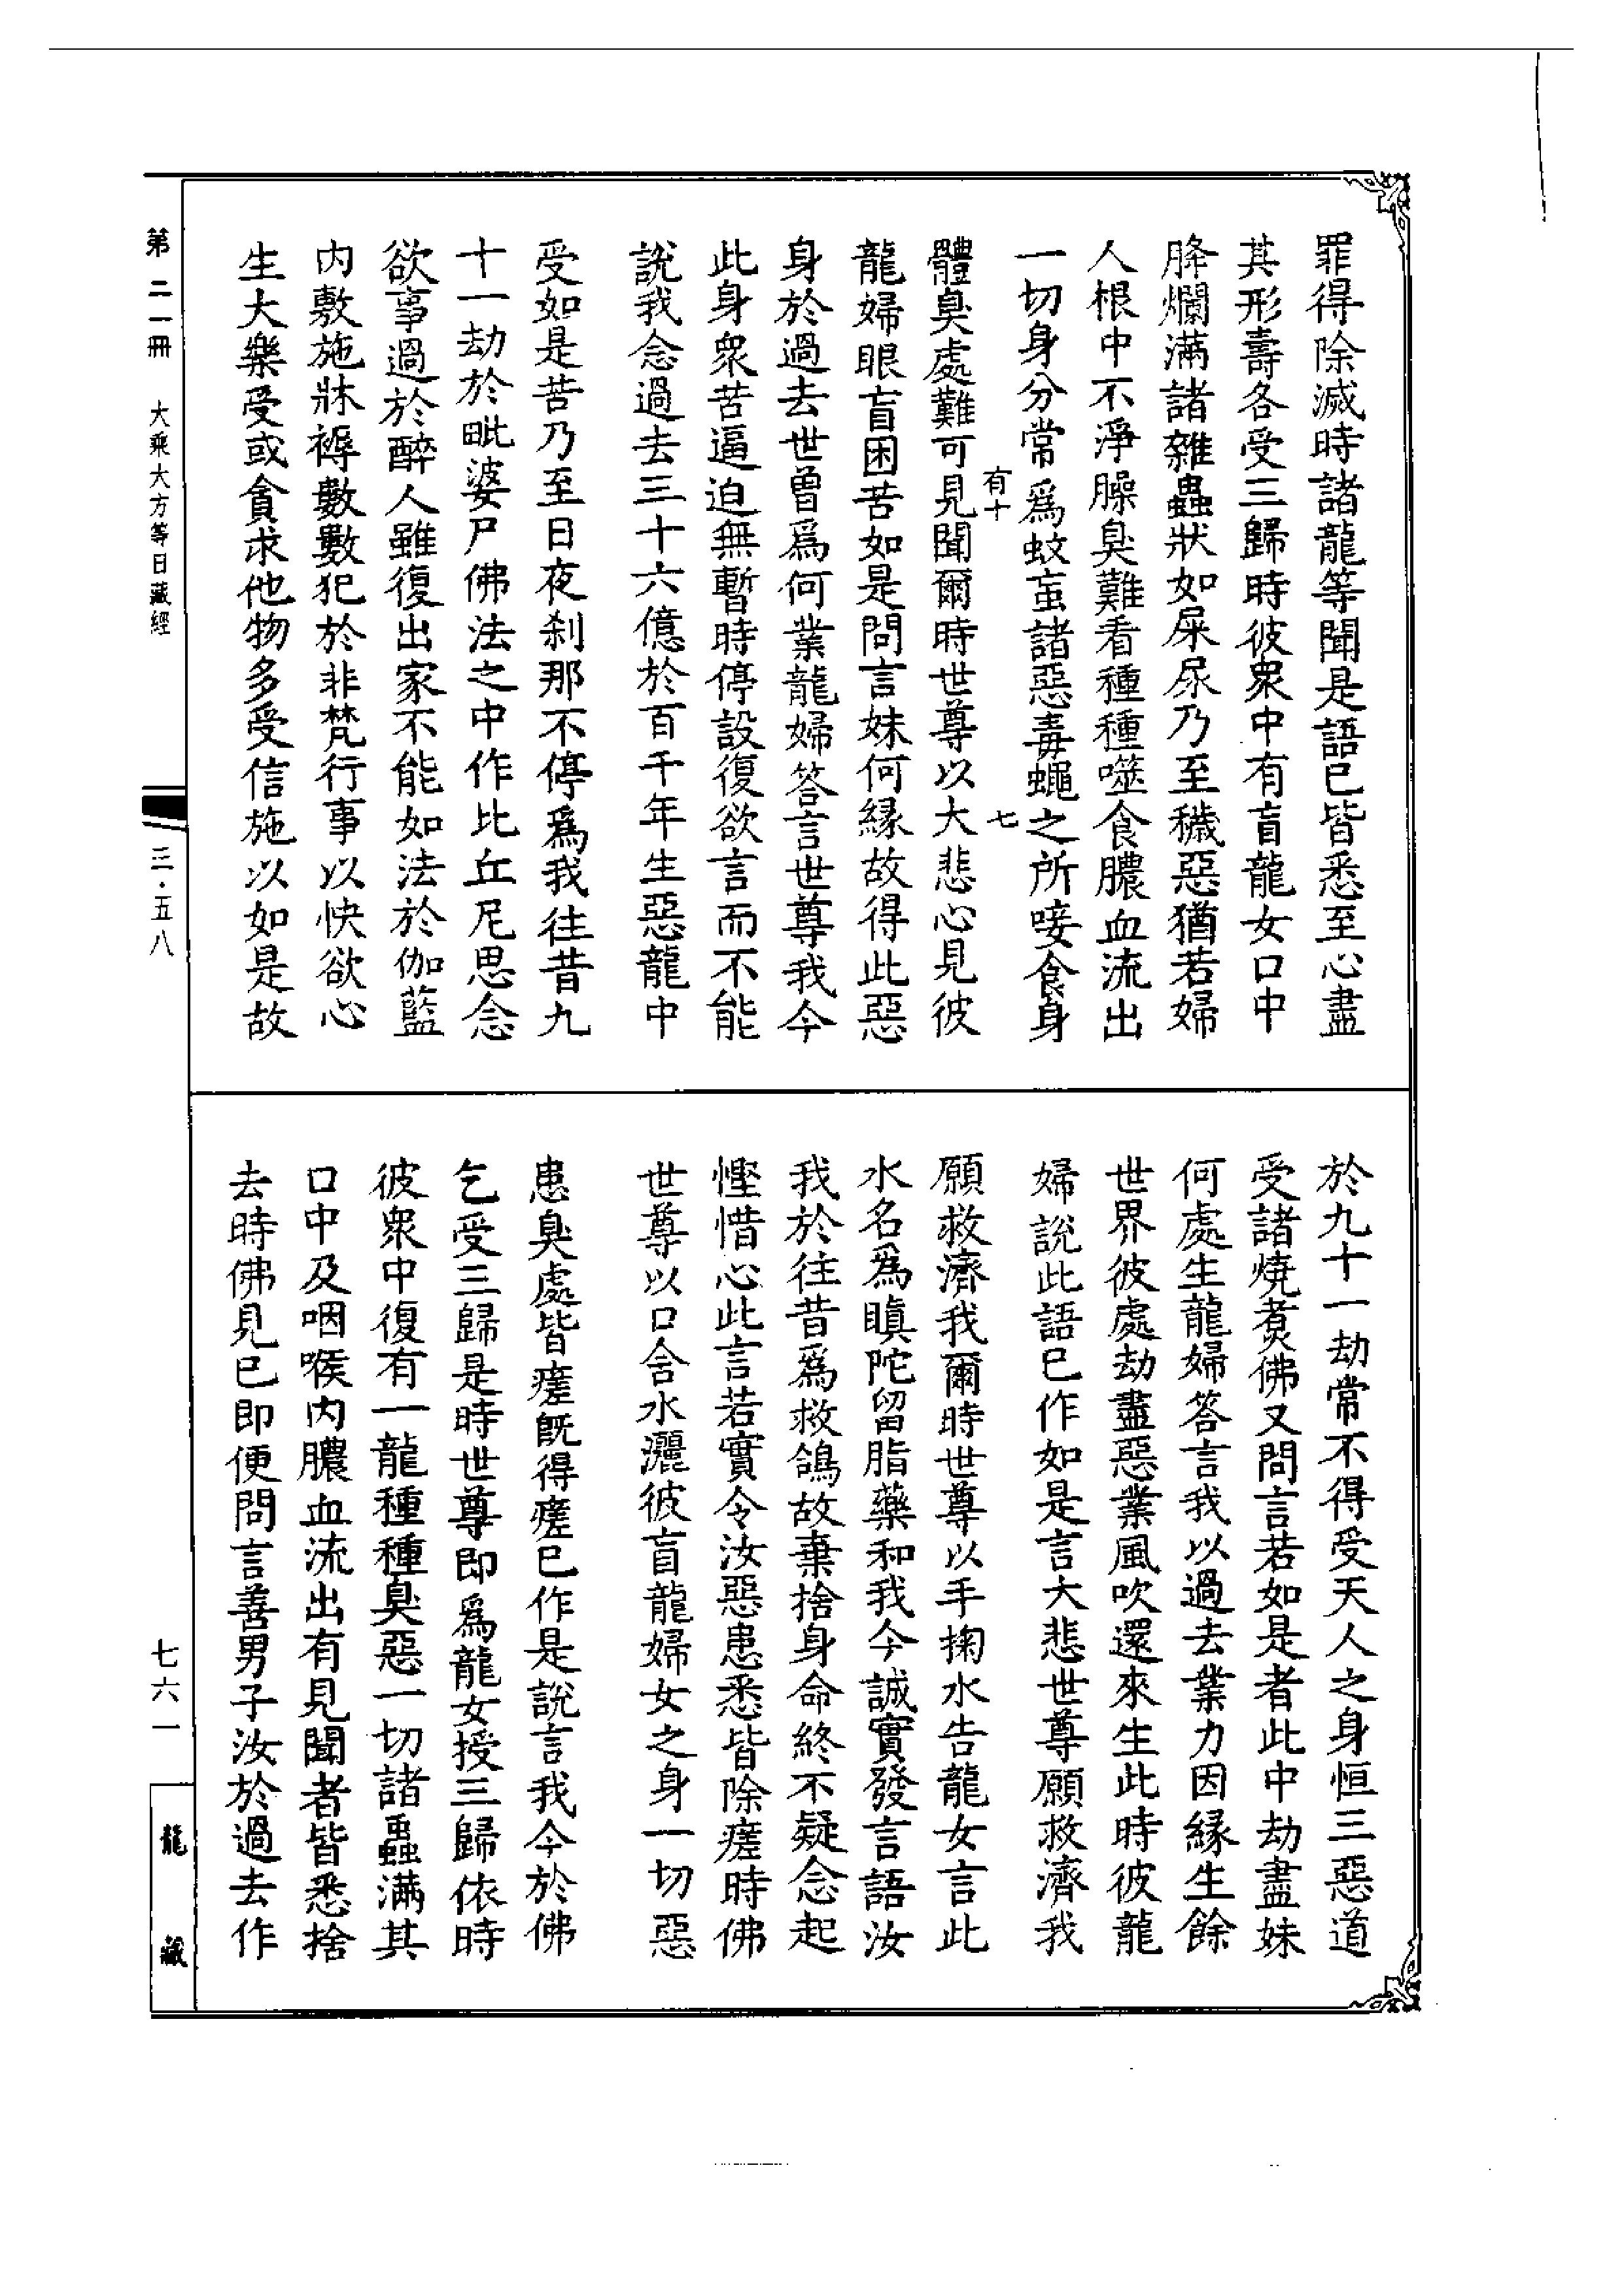 罪得除滅時諸龍等聞是語已皆悉至心盡
其形壽各受三歸時彼衆中有盲龍女口中
膖爛滿諸雜蟲狀如屎尿乃至穢惡猶若婦
人根中不淨臊臭難看種種噬食膿血流出
一切身分常爲蚊䖟諸惡毒蠅之所唼食身
有十 七
體臭處難可見聞爾時世尊以大悲心見彼
龍婦眼盲困苦如是問言妹何緣故得此惡
身於過去世曾爲何業龍婦答言世尊我今
此身衆苦逼迫無暫時停設復欲言而不能
說我念過去三十六億於百千年生惡龍中
受如是苦乃至日夜刹那不停爲我往昔九
十一劫於毗婆尸佛法之中作比丘尼思念
欲事過於醉人雖復出家不能如法於伽藍
内敷施牀褥數數犯於非梵行事以快欲心
生大樂受或貪求他物多受信施以如是故
於九十一劫常不得受天人之身恒三惡道
受諸燒煑佛又問言若如是者此中劫盡妹
何處生龍婦答言我以過去業力因緣生餘
世界彼處劫盡惡業風吹還來生此時彼龍
婦說此語已作如是言大悲世尊願救濟我
願救濟我爾時世尊以手掬水告龍女言此
水名爲瞋陀留脂藥和我今誠實發言語汝
我於往昔爲救鴿故棄捨身命終不疑念起
慳惜心此言若實令汝惡患悉皆除瘥時佛
世尊以口含水灑彼盲龍婦女之身一切惡
患臭處皆瘥旣得瘥已作是說言我今於佛
乞受三歸是時世尊即爲龍女授三歸依時
彼衆中復有一龍種種臭惡一切諸蟲滿其
口中及咽喉内膿血流出有見聞者皆悉捨
去時佛見已即便問言善男子汝於過去作
第二一冊 大乘大方等日藏經 三·五八
七六一
龍藏